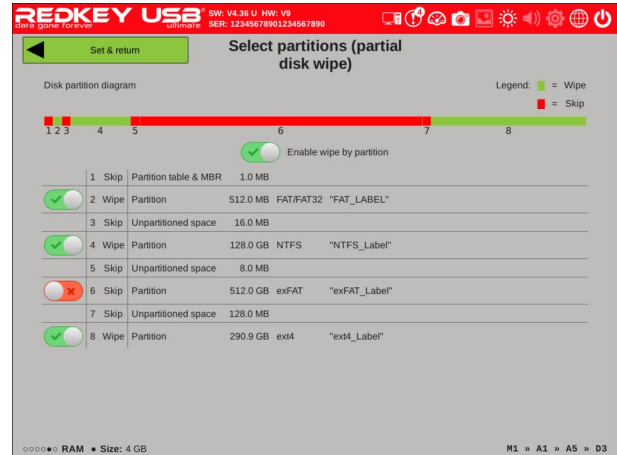 REDKEY USB® SW: V4.36 U HW: V9
data gone forever ultimate SER: 12345678901234567890
4
Set & return
Select partitions (partial
disk wipe)
Disk partition diagram
Legend: = Wipe
= Skip
1 2 3 4 5 6 7 8
Enable wipe by partition
1 Skip Partition table & MBR 1.0 MB
2 Wipe Partition 512.0 MB FAT/FAT32 "FAT_LABEL"
3 Skip Unpartitioned space 16.0 MB
4 Wipe Partition 128.0 GB NTFS "NTFS_Label"
5 Skip Unpartitioned space 8.0 MB
6 Skip Partition 512.0 GB exFAT "exFAT_Label"
7 Skip Unpartitioned space 128.0 MB
8 Wipe Partition 290.9 GB ext4 "ext4_Label"
RAM • Size: 4 GB M1 » A1 » A5 » D3